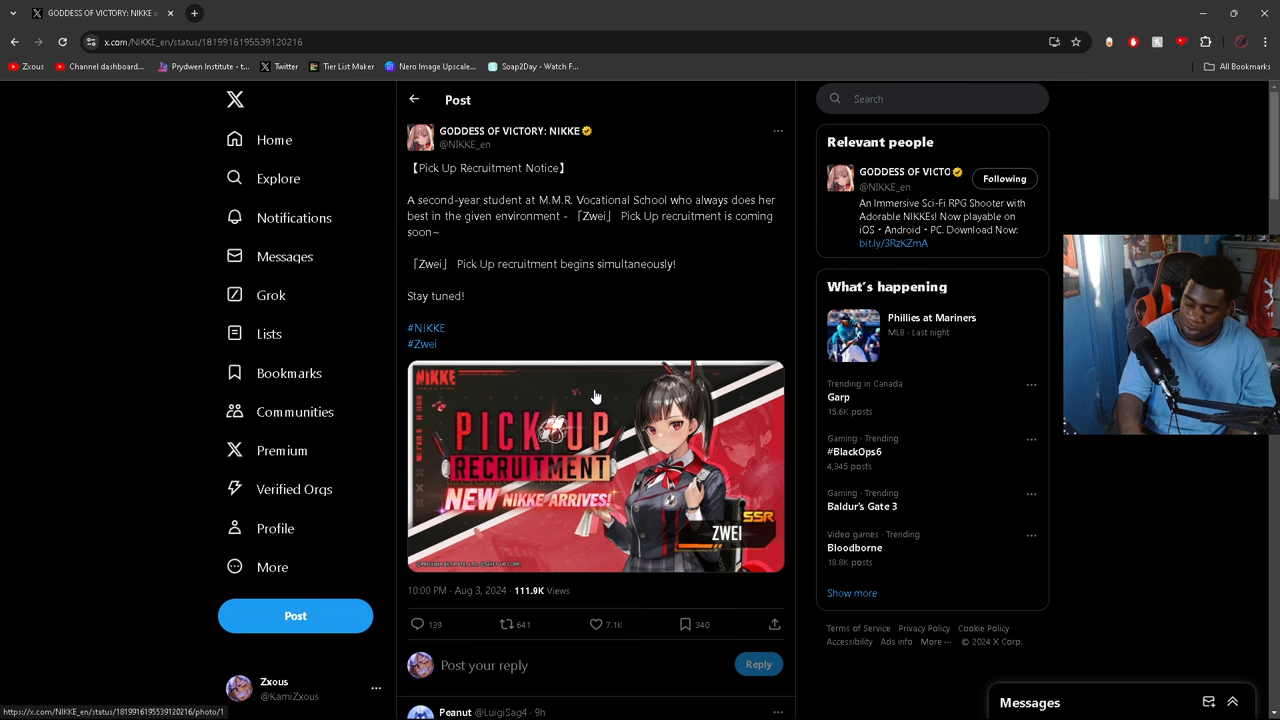 GODDESS OF VICTORY: NIKKE
x.com/NIKKE_en/status/1819916195539120216
Zxous
Channel dashboard...
Prydwen Institute - t...
Twitter
Tier List Maker
Nero Image Upscale...
Soap2Day - Watch F...
All Bookmarks
Home
Explore
Notifications
Messages
Grok
Lists
Bookmarks
Communities
Premium
Verified Orgs
Profile
More
Post
Zxous
@KamiZxous
Post
GODDESS OF VICTORY: NIKKE
@NIKKE_en
【Pick Up Recruitment Notice】
A second-year student at M.M.R. Vocational School who always does her
best in the given environment - 「Zwei」 Pick Up recruitment is coming
soon~
「Zwei」 Pick Up recruitment begins simultaneously!
Stay tuned!
#NIKKE
#Zwei
NIKKE
PICK UP
RECRUITMENT
NEW NIKKE ARRIVES!
SSR
ZWEI
10:00 PM · Aug 3, 2024 · 111.9K Views
139
641
7.1K
340
Post your reply
Reply
Peanut @LuigiSag4 · 9h
Search
Relevant people
GODDESS OF VICTO
@NIKKE_en
Following
An Immersive Sci-Fi RPG Shooter with
Adorable NIKKEs! Now playable on
iOS・Android・PC. Download Now:
bit.ly/3RzKZmA
What's happening
Phillies at Mariners
MLB · Last night
Trending in Canada
Garp
15.6K posts
Gaming · Trending
#BlackOps6
4,345 posts
Gaming · Trending
Baldur's Gate 3
Video games · Trending
Bloodborne
18.8K posts
Show more
Terms of Service Privacy Policy Cookie Policy
Accessibility Ads info More ··· © 2024 X Corp.
Messages
https://x.com/NIKKE_en/status/1819916195539120216/photo/1